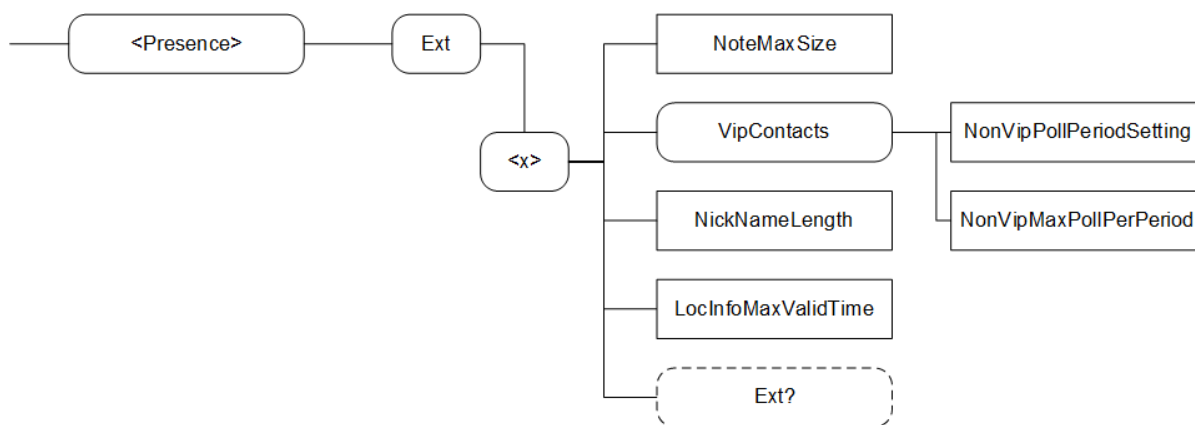 <Presence>
Ext
NoteMaxSize
VipContacts
NonVipPollPeriodSetting
<x>
NickNameLength
NonVipMaxPollPerPeriod
LocInfoMaxValidTime
Ext?